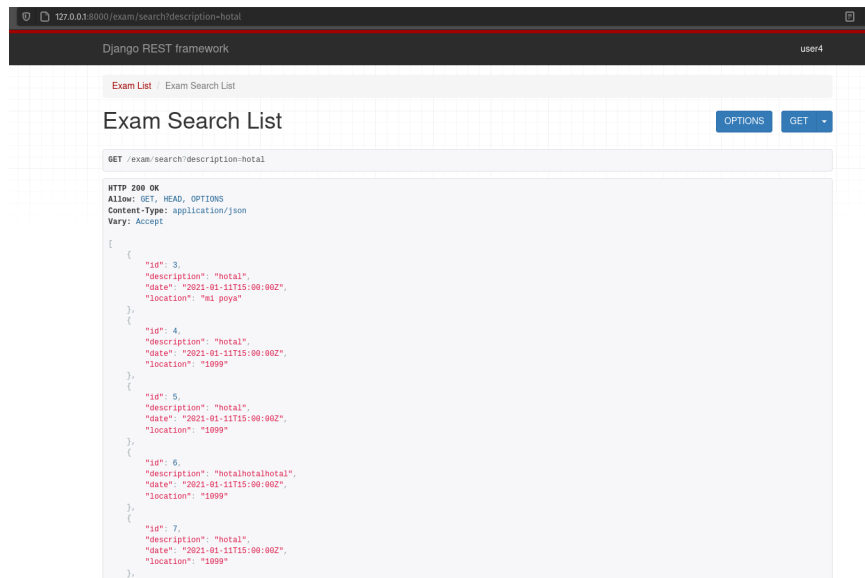 127.0.0.1:8000/exam/search?description=hotal
Django REST framework
user4
Exam List / Exam Search List
Exam Search List
OPTIONS
GET
GET /exam/search?description=hotal
HTTP 200 OK
Allow: GET, HEAD, OPTIONS
Content-Type: application/json
Vary: Accept
[
{
"id": 3,
"description": "hotal",
"date": "2021-01-11T15:00:00Z",
"location": "mi poya"
},
{
"id": 4,
"description": "hotal",
"date": "2021-01-11T15:00:00Z",
"location": "1099"
},
{
"id": 5,
"description": "hotal",
"date": "2021-01-11T15:00:00Z",
"location": "1099"
},
{
"id": 6,
"description": "hotalhotalhotal",
"date": "2021-01-11T15:00:00Z",
"location": "1099"
},
{
"id": 7,
"description": "hotal",
"date": "2021-01-11T15:00:00Z",
"location": "1099"
},